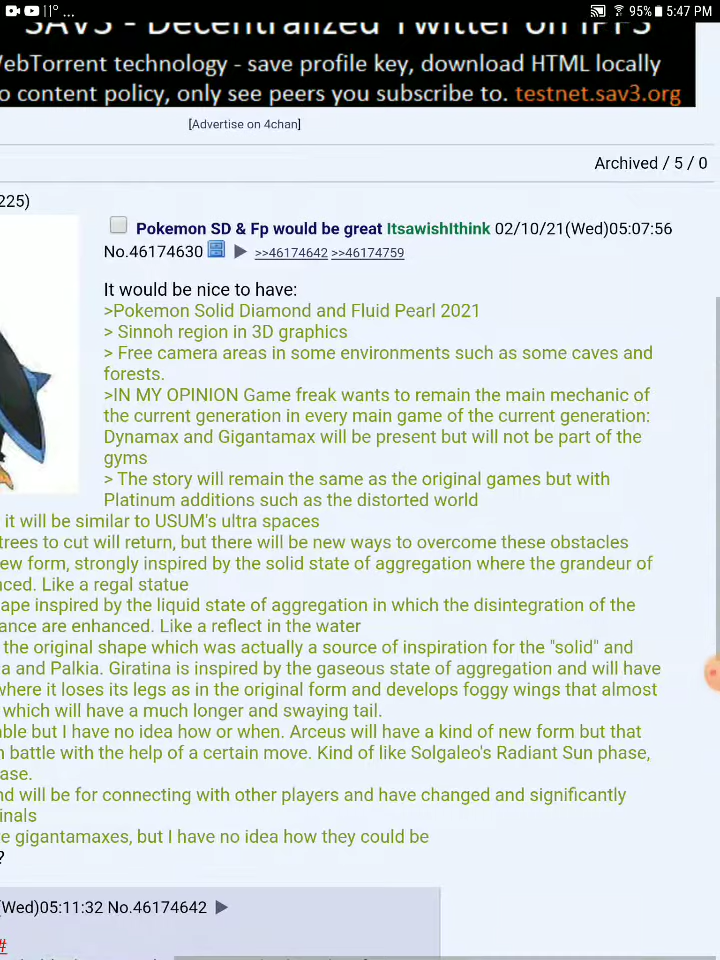 11° ... 95% 5:47 PM
SAV3 - Decentralized Twitter on IPFS
WebTorrent technology - save profile key, download HTML locally
o content policy, only see peers you subscribe to. testnet.sav3.org
[Advertise on 4chan]
Archived / 5 / 0
225)
Pokemon SD & Fp would be great ItsawishIthink 02/10/21(Wed)05:07:56
No.46174630 ▶ >>46174642 >>46174759
It would be nice to have:
>Pokemon Solid Diamond and Fluid Pearl 2021
> Sinnoh region in 3D graphics
> Free camera areas in some environments such as some caves and
forests.
>IN MY OPINION Game freak wants to remain the main mechanic of
the current generation in every main game of the current generation:
Dynamax and Gigantamax will be present but will not be part of the
gyms
> The story will remain the same as the original games but with
Platinum additions such as the distorted world
it will be similar to USUM's ultra spaces
trees to cut will return, but there will be new ways to overcome these obstacles
ew form, strongly inspired by the solid state of aggregation where the grandeur of
nced. Like a regal statue
ape inspired by the liquid state of aggregation in which the disintegration of the
ance are enhanced. Like a reflect in the water
the original shape which was actually a source of inspiration for the "solid" and
a and Palkia. Giratina is inspired by the gaseous state of aggregation and will have
where it loses its legs as in the original form and develops foggy wings that almost
which will have a much longer and swaying tail.
able but I have no idea how or when. Arceus will have a kind of new form but that
n battle with the help of a certain move. Kind of like Solgaleo's Radiant Sun phase,
ase.
nd will be for connecting with other players and have changed and significantly
inals
e gigantamaxes, but I have no idea how they could be
?
(Wed)05:11:32 No.46174642 ▶
#